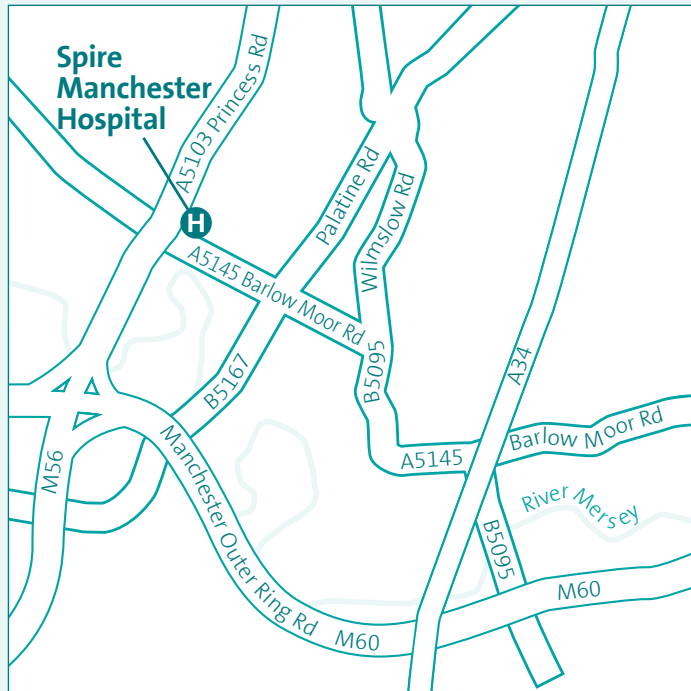 Spire
Manchester
Hospital
A5103 Princess Rd
H
Palatine Rd
Wilmslow Rd
A5145 Barlow Moor Rd
B5167
B5095
A34
Barlow Moor Rd
A5145
M56
Manchester Outer Ring Rd
River Mersey
B5095
M60
M60